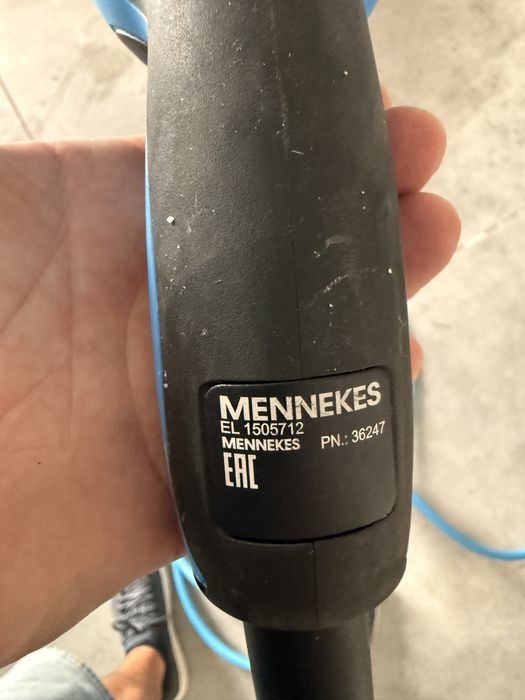 MENNEKES
EL 1505712
MENNEKES PN.: 36247
EAC